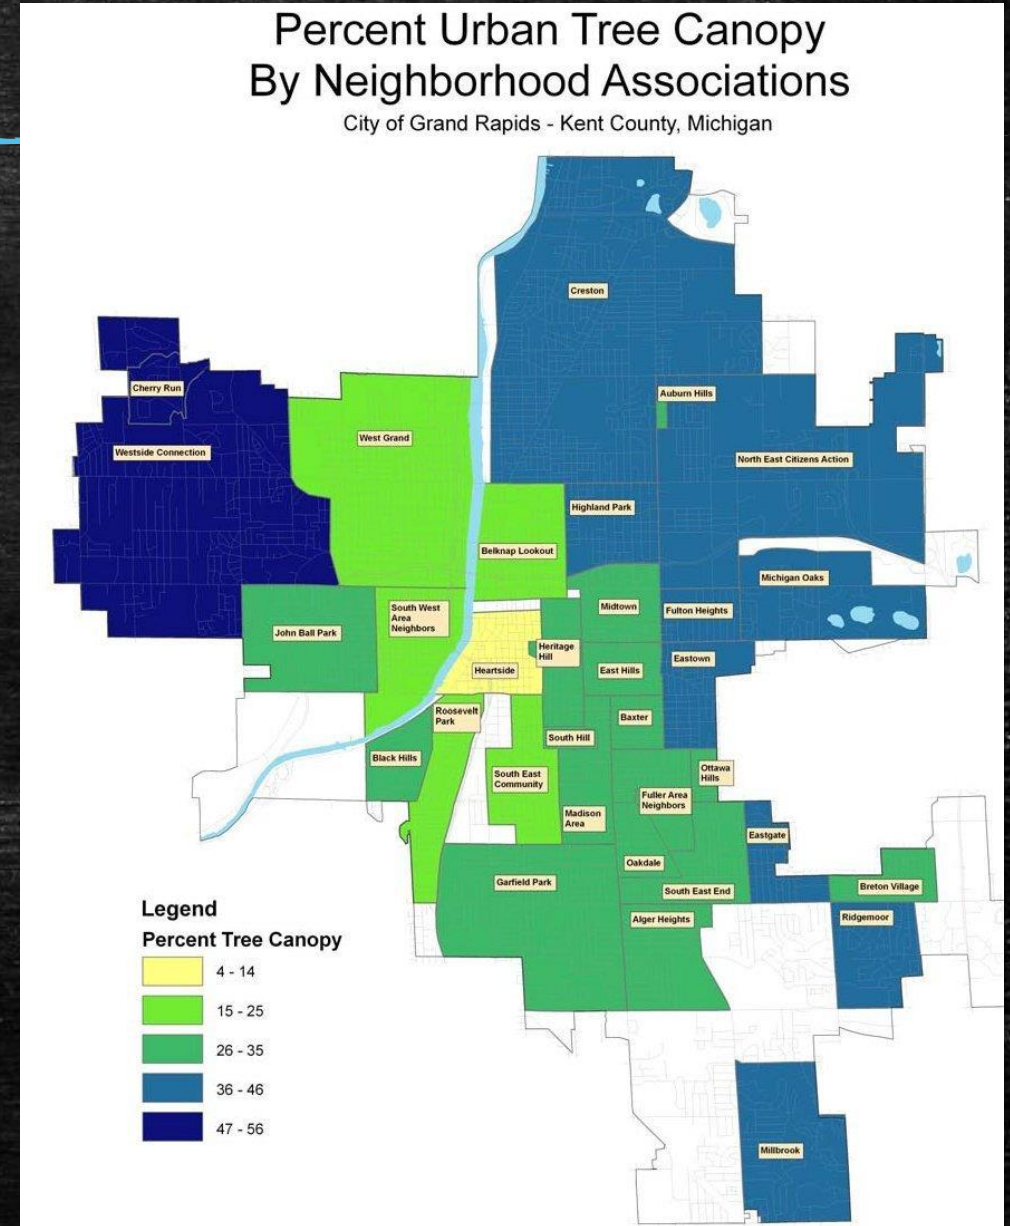 Percent Urban Tree Canopy
By Neighborhood Associations
City of Grand Rapids - Kent County, Michigan
Creston
Cherry Run
Auburn Hills
West Grand
Westside Connection
North East Citizens Action
Highland Park
Belknap Lookout
Michigan Oaks
South West
Area
Neighbors
Midtown
Fulton Heights
John Ball Park
Heritage
Hill
Eastown
Heartside
East Hills
Roosevelt
Park
Baxter
South Hill
Black Hills
South East
Community
Ottawa
Hills
Fuller Area
Neighbors
Madison
Area
Eastgate
Oakdale
Garfield Park
South East End
Breton Village
Alger Heights
Ridgemoor
Millbrook
Legend
Percent Tree Canopy
4 - 14
15 - 25
26 - 35
36 - 46
47 - 56